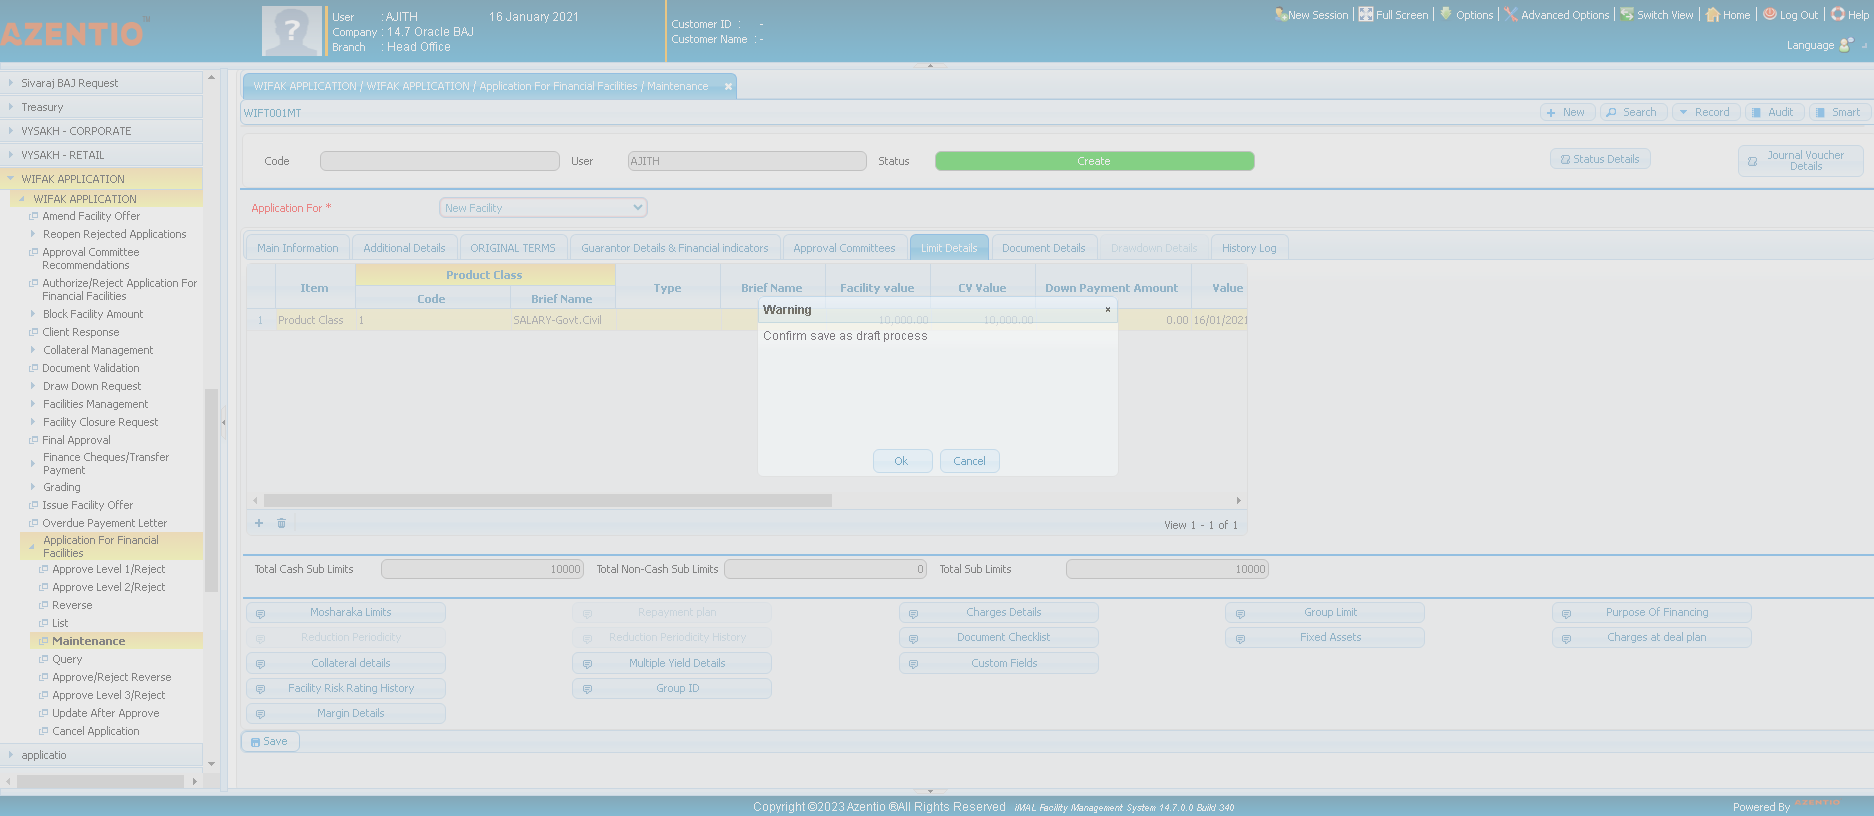 AZENTIO™
User : AJITH 16 January 2021
Company : 14.7 Oracle BAJ
Branch : Head Office
Customer ID : -
Customer Name : -
New Session Full Screen Options Advanced Options Switch View Home Log Out Help
Language
Sivaraj BAJ Request
Treasury
VYSAKH - CORPORATE
VYSAKH - RETAIL
WIFAK APPLICATION
WIFAK APPLICATION
Amend Facility Offer
Reopen Rejected Applications
Approval Committee
Recommendations
Authorize/Reject Application For
Financial Facilities
Block Facility Amount
Client Response
Collateral Management
Document Validation
Draw Down Request
Facilities Management
Facility Closure Request
Final Approval
Finance Cheques/Transfer
Payment
Grading
Issue Facility Offer
Overdue Payement Letter
Application For Financial
Facilities
Approve Level 1/Reject
Approve Level 2/Reject
Reverse
List
Maintenance
Query
Approve/Reject Reverse
Approve Level 3/Reject
Update After Approve
Cancel Application
applicatio
WIFAK APPLICATION / WIFAK APPLICATION / Application For Financial Facilities / Maintenance
WIFT001MT
New Search Record Audit Smart
Code User AJITH Status Create Status Details
Journal Voucher
Details
Application For * New Facility
Main Information Additional Details ORIGINAL TERMS Guarantor Details & Financial indicators Approval Committees Limit Details Document Details Drawdown Details History Log
Product Class
Item Type Brief Name Facility value CV Value Down Payment Amount Value
Code Brief Name
1 Product Class 1 SALARY-Govt.Civil 10,000.00 10,000.00 0.00 16/01/2021
Warning
Confirm save as draft process
Ok Cancel
View 1 - 1 of 1
Total Cash Sub Limits 10000 Total Non-Cash Sub Limits 0 Total Sub Limits 10000
Mosharaka Limits Repayment plan Charges Details Group Limit Purpose Of Financing
Reduction Periodicity Reduction Periodicity History Document Checklist Fixed Assets Charges at deal plan
Collateral details Multiple Yield Details Custom Fields
Facility Risk Rating History Group ID
Margin Details
Save
Copyright ©2023 Azentio ®All Rights Reserved iMAL Facility Management System 14.7.0.0 Build 340
Powered By AZENTIO